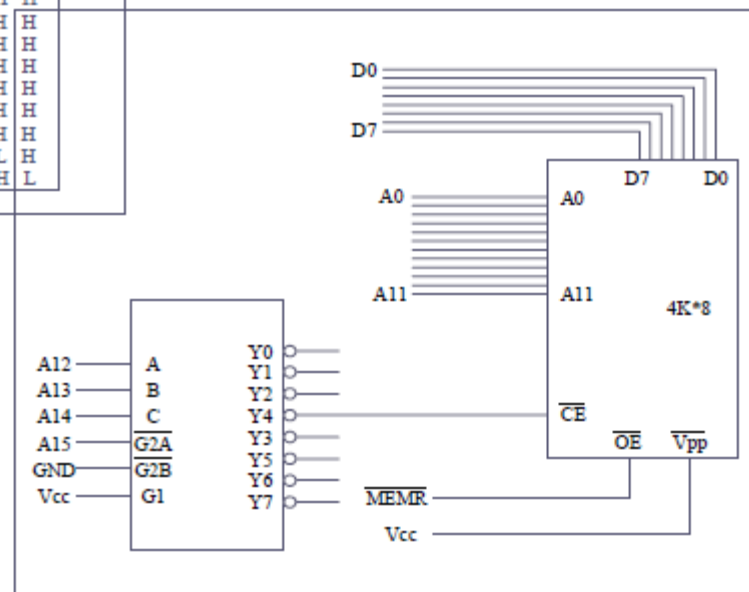 H
H
H
H
H
H
L H
H L
D0
D7
D7 D0
A0 A0
A11 A11
4K*8
Y0
A12 A Y1
A13 B Y2
A14 C Y4 CE
A15 G2A Y3 OE Vpp
GND G2B Y5
Vcc G1 Y6 MEMR
Y7
Vcc